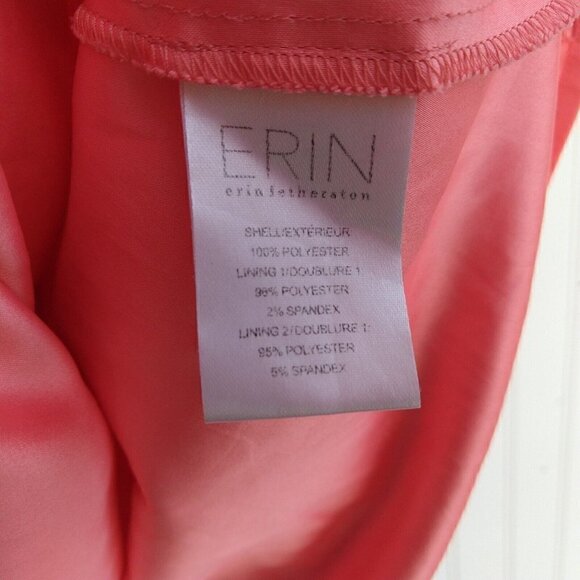 ERIN
erin fetherston
SHELL/EXTÉRIEUR
100% POLYESTER
LINING 1/DOUBLURE 1:
98% POLYESTER
2% SPANDEX
LINING 2/DOUBLURE 1:
95% POLYESTER
5% SPANDEX